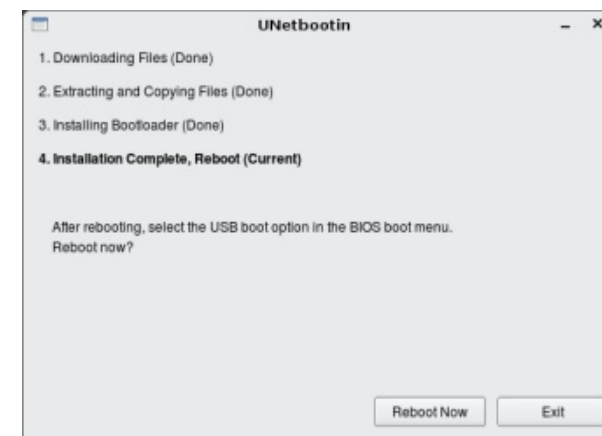 UNetbootin
1. Downloading Files (Done)
2. Extracting and Copying Files (Done)
3. Installing Bootloader (Done)
4. Installation Complete, Reboot (Current)
After rebooting, select the USB boot option in the BIOS boot menu.
Reboot now?
Reboot Now
Exit